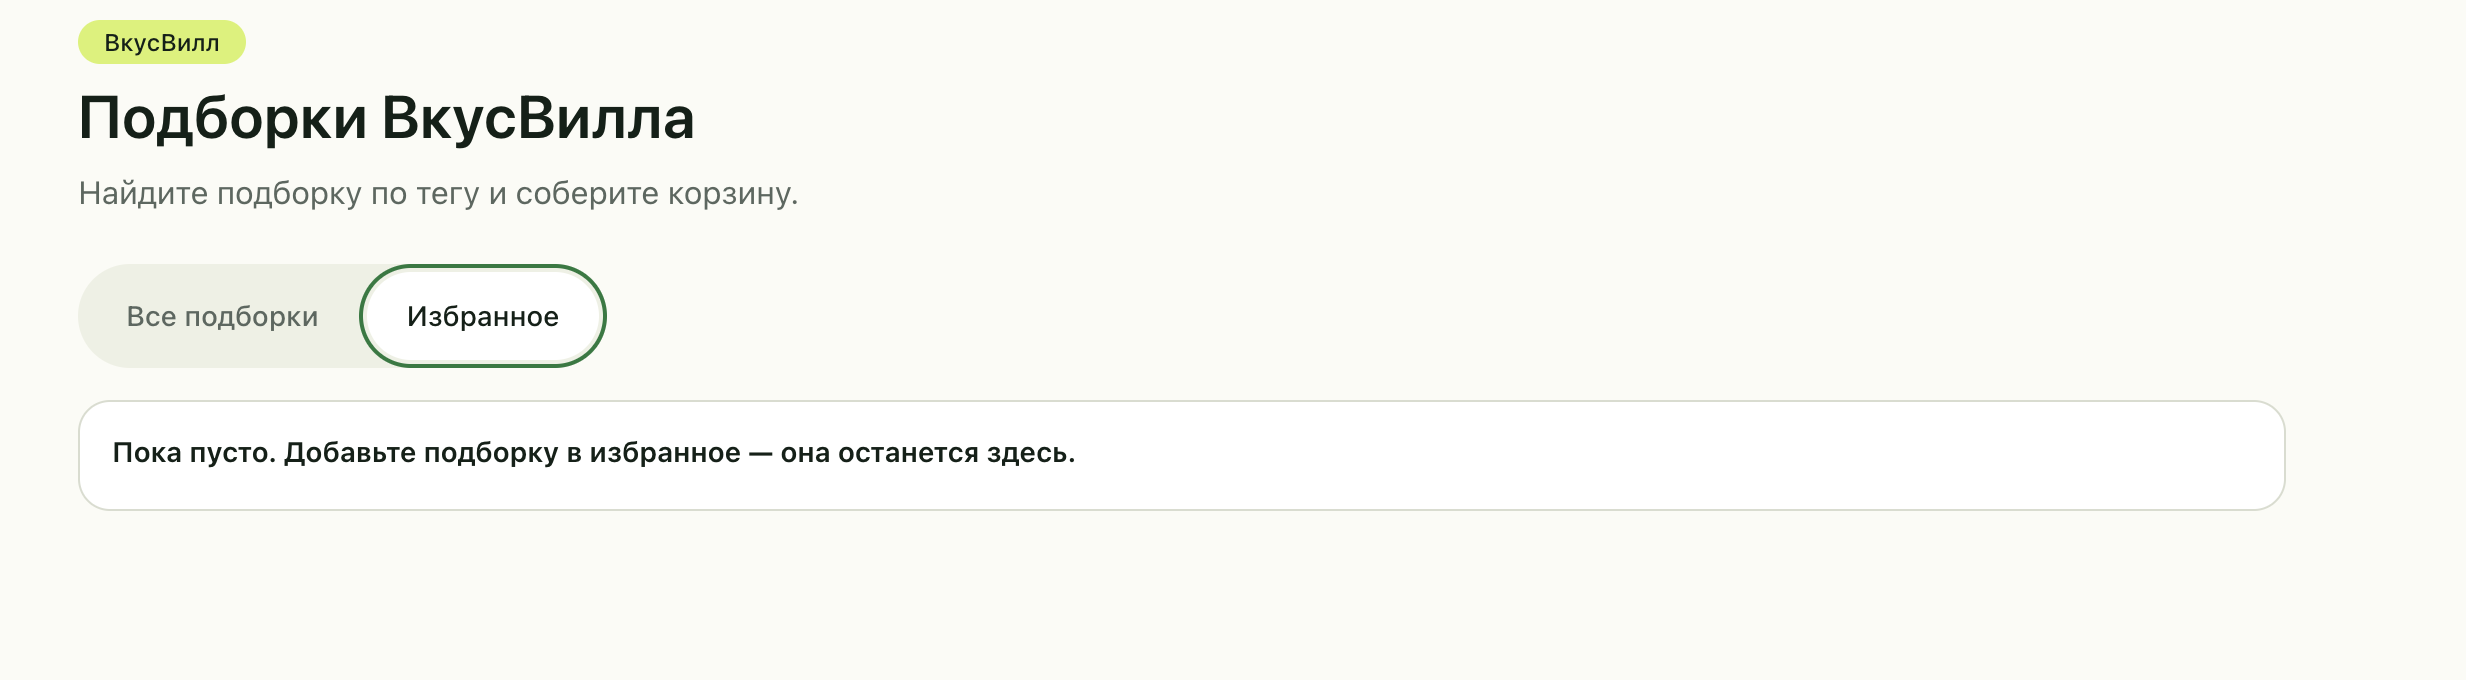 ВкусВилл
Подборки ВкусВилла
Найдите подборку по тегу и соберите корзину.
Все подборки
Избранное
Пока пусто. Добавьте подборку в избранное — она останется здесь.